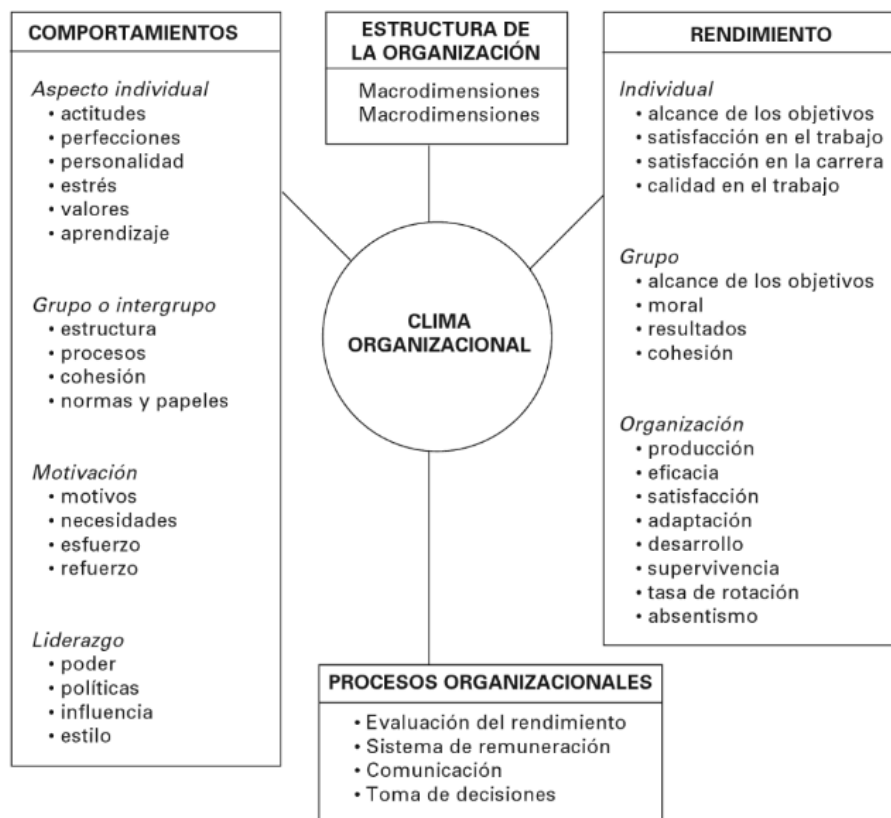 COMPORTAMIENTOS
Aspecto individual
• actitudes
• perfecciones
• personalidad
• estrés
• valores
• aprendizaje
Grupo o intergrupo
• estructura
• procesos
• cohesión
• normas y papeles
Motivación
• motivos
• necesidades
• esfuerzo
• refuerzo
Liderazgo
• poder
• políticas
• influencia
• estilo
ESTRUCTURA DE
LA ORGANIZACIÓN
Macrodimensiones
Macrodimensiones
CLIMA
ORGANIZACIONAL
PROCESOS ORGANIZACIONALES
• Evaluación del rendimiento
• Sistema de remuneración
• Comunicación
• Toma de decisiones
RENDIMIENTO
Individual
• alcance de los objetivos
• satisfacción en el trabajo
• satisfacción en la carrera
• calidad en el trabajo
Grupo
• alcance de los objetivos
• moral
• resultados
• cohesión
Organización
• producción
• eficacia
• satisfacción
• adaptación
• desarrollo
• supervivencia
• tasa de rotación
• absentismo